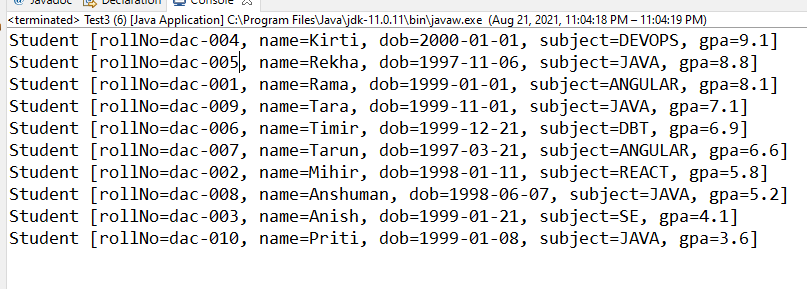 Javadoc Declaration Console
<terminated> Test3 (6) [Java Application] C:\Program Files\Java\jdk-11.0.11\bin\javaw.exe (Aug 21, 2021, 11:04:18 PM – 11:04:19 PM)
Student [rollNo=dac-004, name=Kirti, dob=2000-01-01, subject=DEVOPS, gpa=9.1]
Student [rollNo=dac-005, name=Rekha, dob=1997-11-06, subject=JAVA, gpa=8.8]
Student [rollNo=dac-001, name=Rama, dob=1999-01-01, subject=ANGULAR, gpa=8.1]
Student [rollNo=dac-009, name=Tara, dob=1999-11-01, subject=JAVA, gpa=7.1]
Student [rollNo=dac-006, name=Timir, dob=1999-12-21, subject=DBT, gpa=6.9]
Student [rollNo=dac-007, name=Tarun, dob=1997-03-21, subject=ANGULAR, gpa=6.6]
Student [rollNo=dac-002, name=Mihir, dob=1998-01-11, subject=REACT, gpa=5.8]
Student [rollNo=dac-008, name=Anshuman, dob=1998-06-07, subject=JAVA, gpa=5.2]
Student [rollNo=dac-003, name=Anish, dob=1999-01-21, subject=SE, gpa=4.1]
Student [rollNo=dac-010, name=Priti, dob=1999-01-08, subject=JAVA, gpa=3.6]